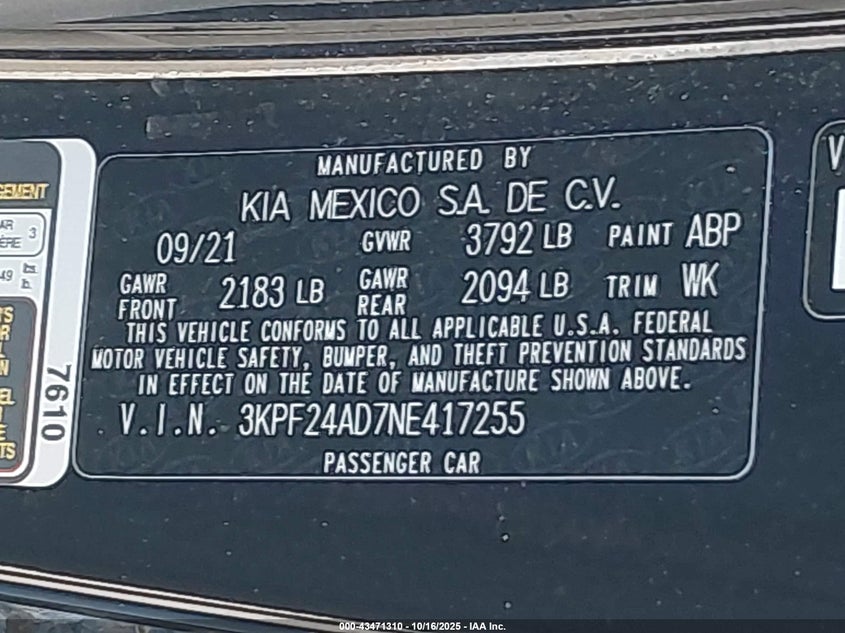 MANUFACTURED BY
KIA MEXICO S.A. DE C.V.
09/21 GVWR 3792 LB PAINT ABP
GAWR FRONT 2183 LB GAWR REAR 2094 LB TRIM WK
THIS VEHICLE CONFORMS TO ALL APPLICABLE U.S.A. FEDERAL
MOTOR VEHICLE SAFETY, BUMPER, AND THEFT PREVENTION STANDARDS
IN EFFECT ON THE DATE OF MANUFACTURE SHOWN ABOVE.
V.I.N. 3KPF24AD7NE417255
PASSENGER CAR
7610
3
000-43471310 - 10/16/2025 - IAA Inc.